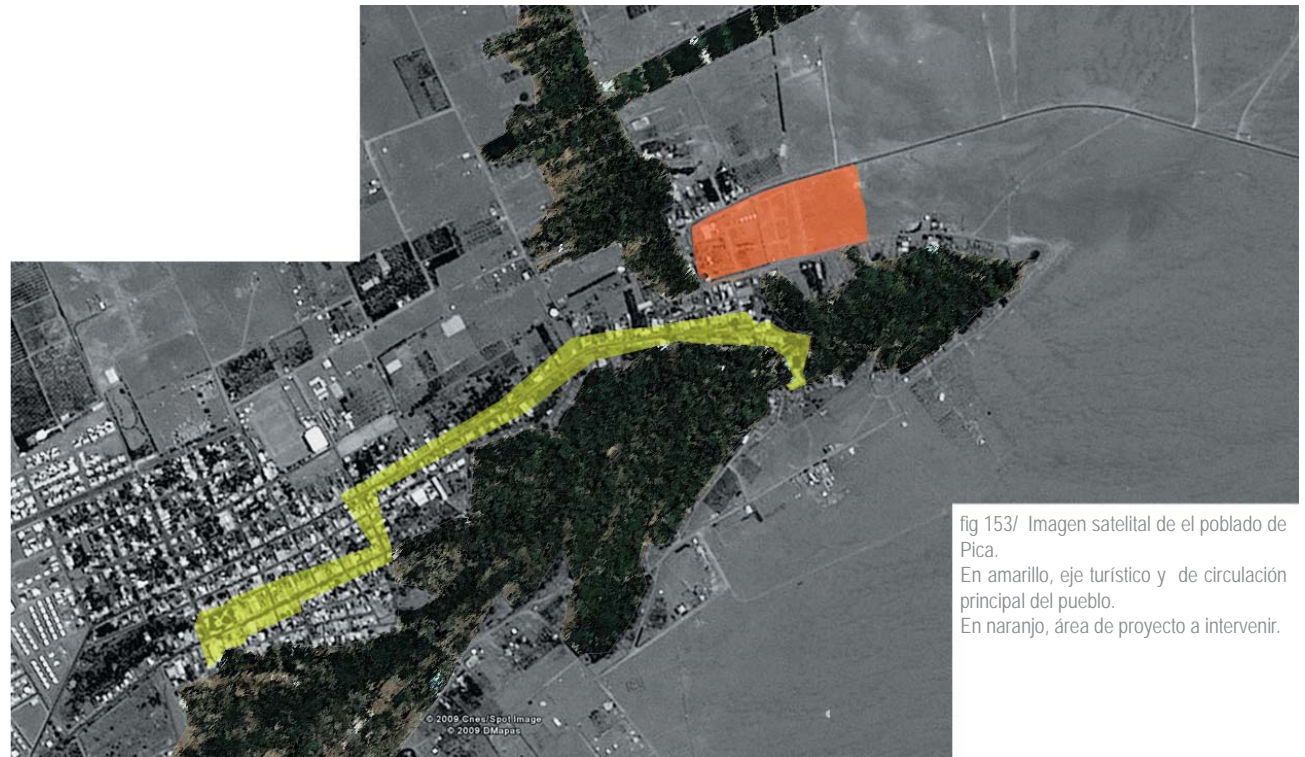 fig 153/ Imagen satelital de el poblado de
Pica.
En amarillo, eje turístico y de circulación
principal del pueblo.
En naranjo, área de proyecto a intervenir.
© 2009 Cnes/Spot Image
© 2009 DMapas